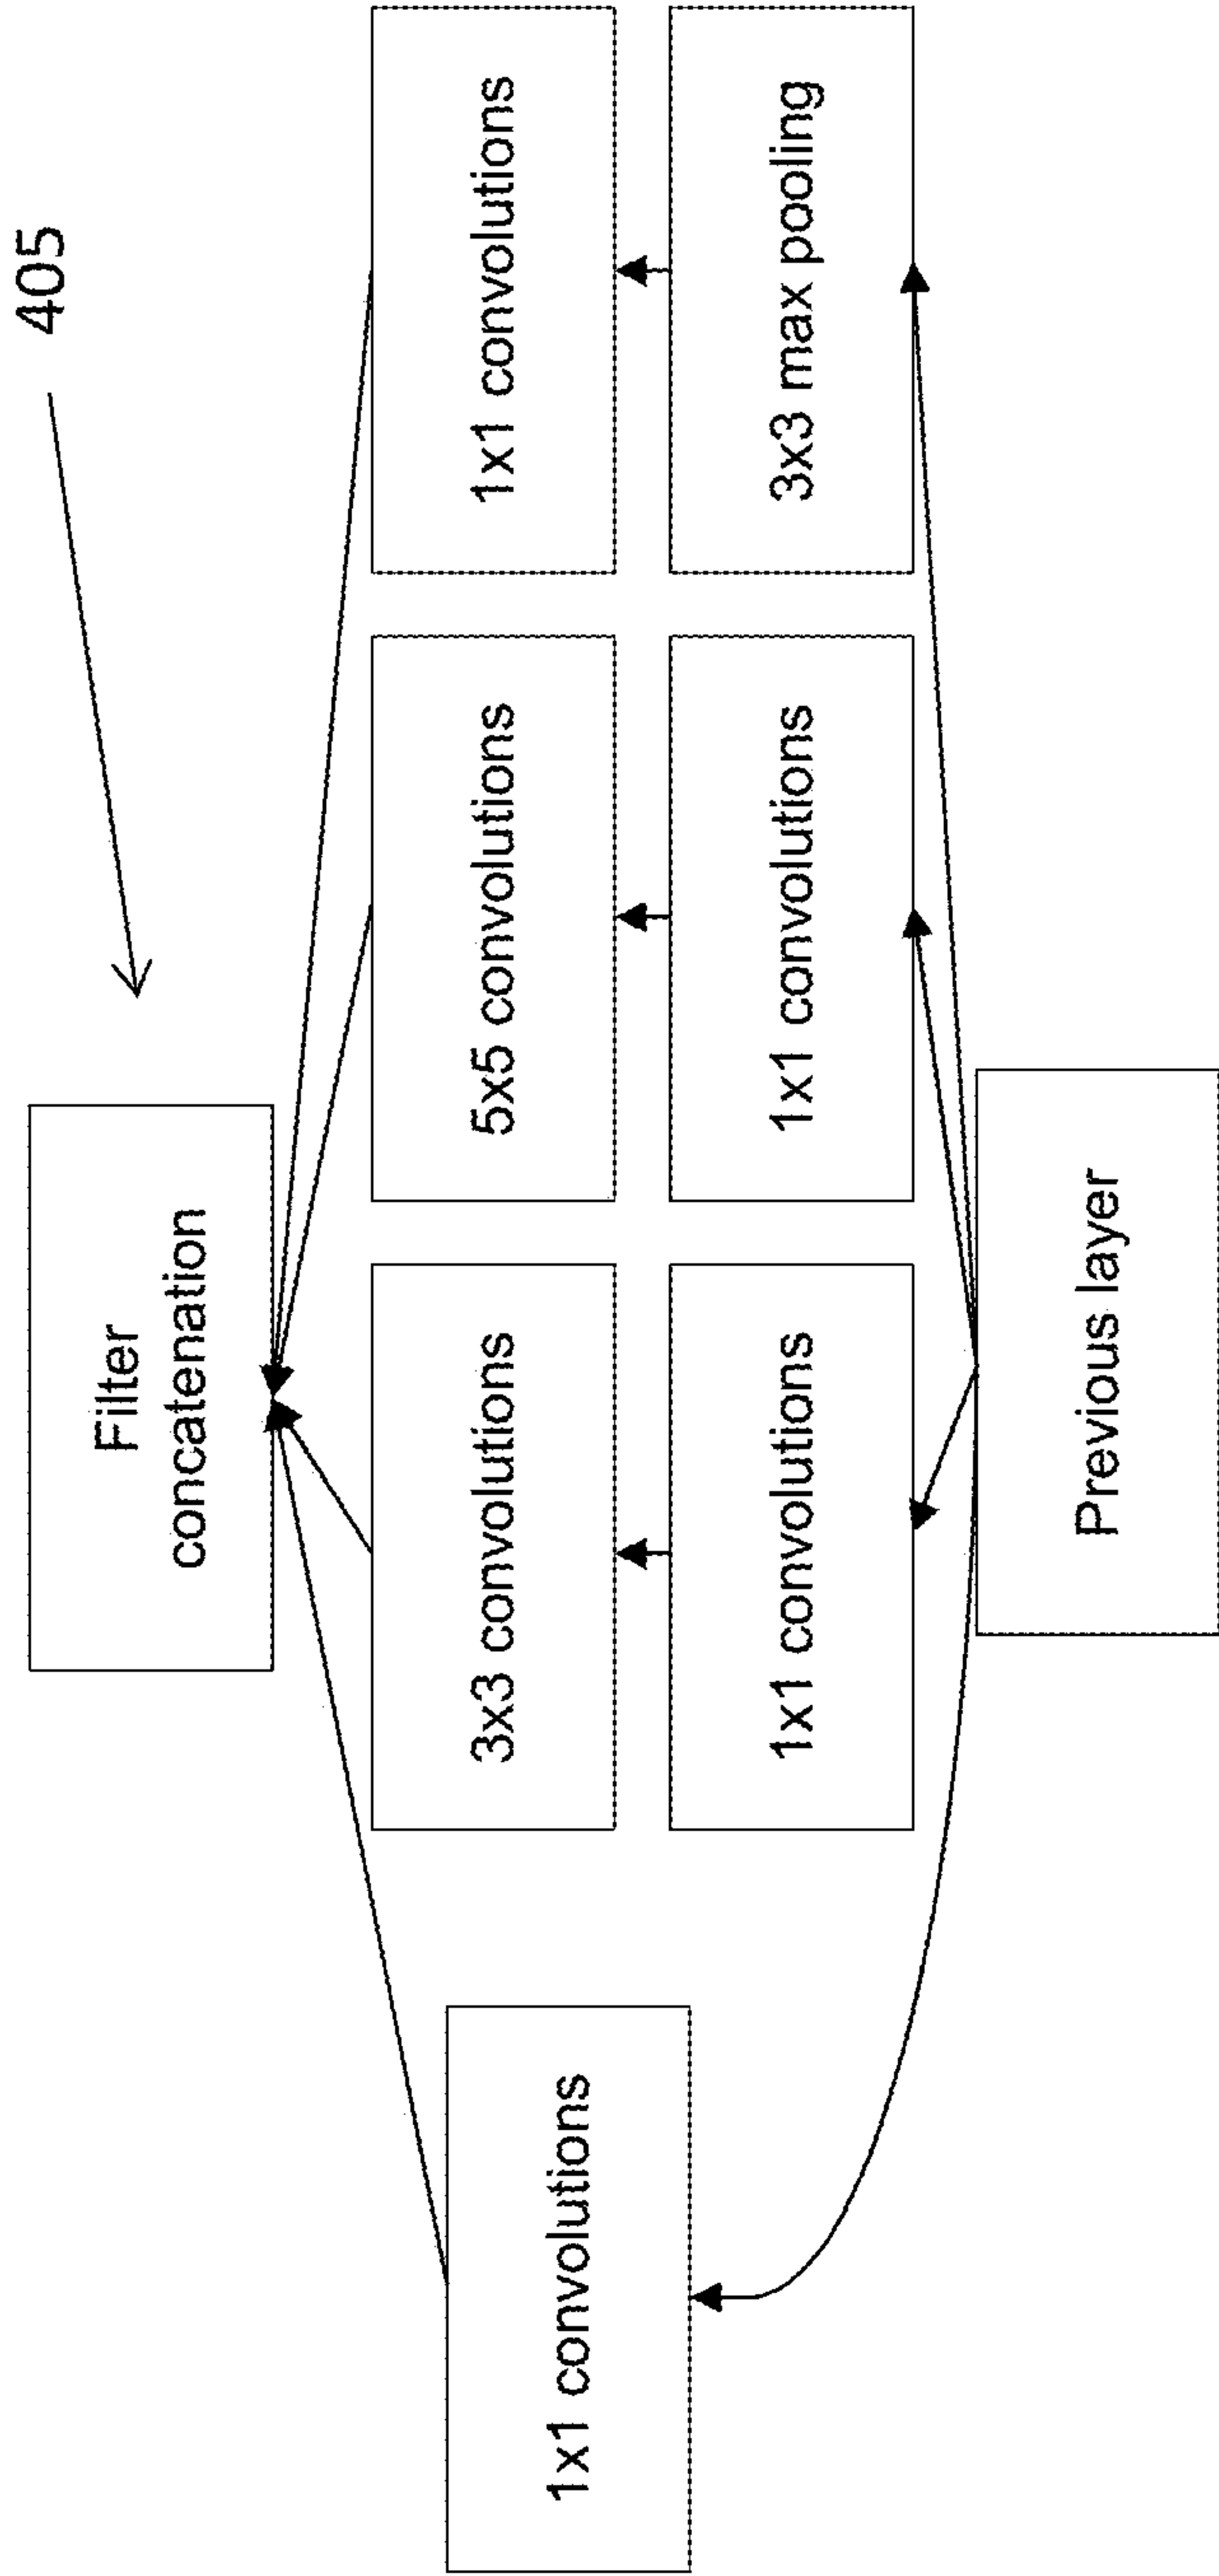 405
Filter
concatenation
1x1 convolutions
3x3 convolutions
5x5 convolutions
1x1 convolutions
1x1 convolutions
1x1 convolutions
3x3 max pooling
Previous layer